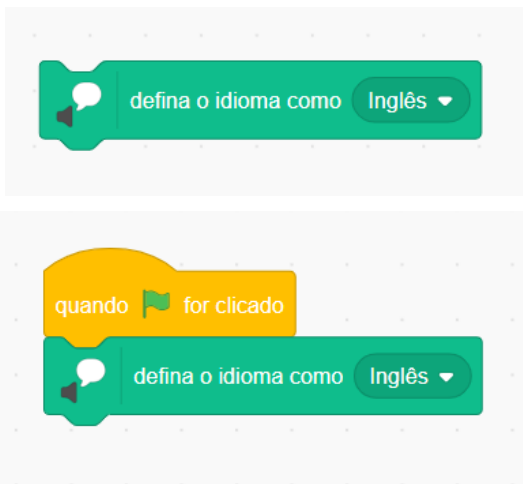 defina o idioma como Inglês
quando for clicado
defina o idioma como Inglês